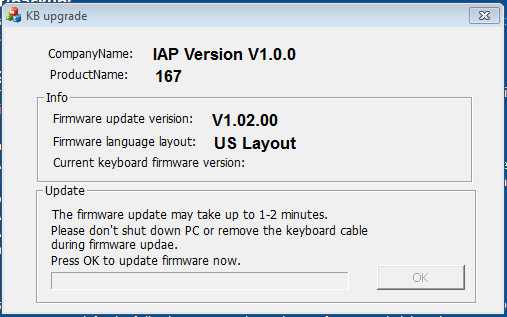 KB upgrade
CompanyName: IAP Version V1.0.0
ProductName: 167
Info
Firmware update version: V1.02.00
Firmware language layout: US Layout
Current keyboard firmware version:
Update
The firmware update may take up to 1-2 minutes.
Please don't shut down PC or remove the keyboard cable
during firmware updae.
Press OK to update firmware now.
OK